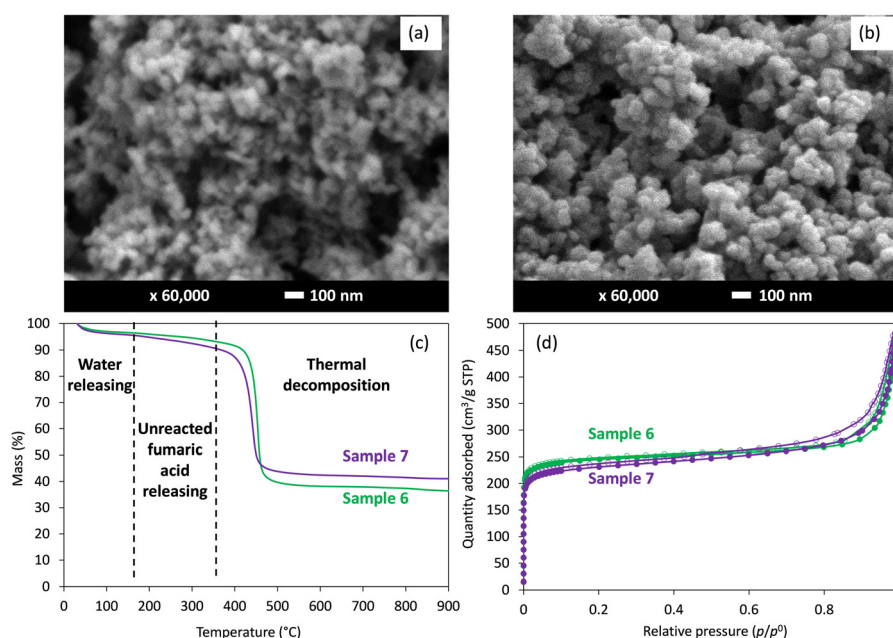 (a)
(b)
x 60,000 100 nm
x 60,000 100 nm
(c)
Mass (%)
100
90
80
70
60
50
40
30
20
10
0
Water
releasing
Unreacted
fumaric
acid
releasing
Thermal
decomposition
Sample 7
Sample 6
0 100 200 300 400 500 600 700 800 900
Temperature (°C)
(d)
Quantity adsorbed (cm³/g STP)
500
450
400
350
300
250
200
150
100
50
0
Sample 6
Sample 7
0 0.2 0.4 0.6 0.8
Relative pressure (p/p⁰)